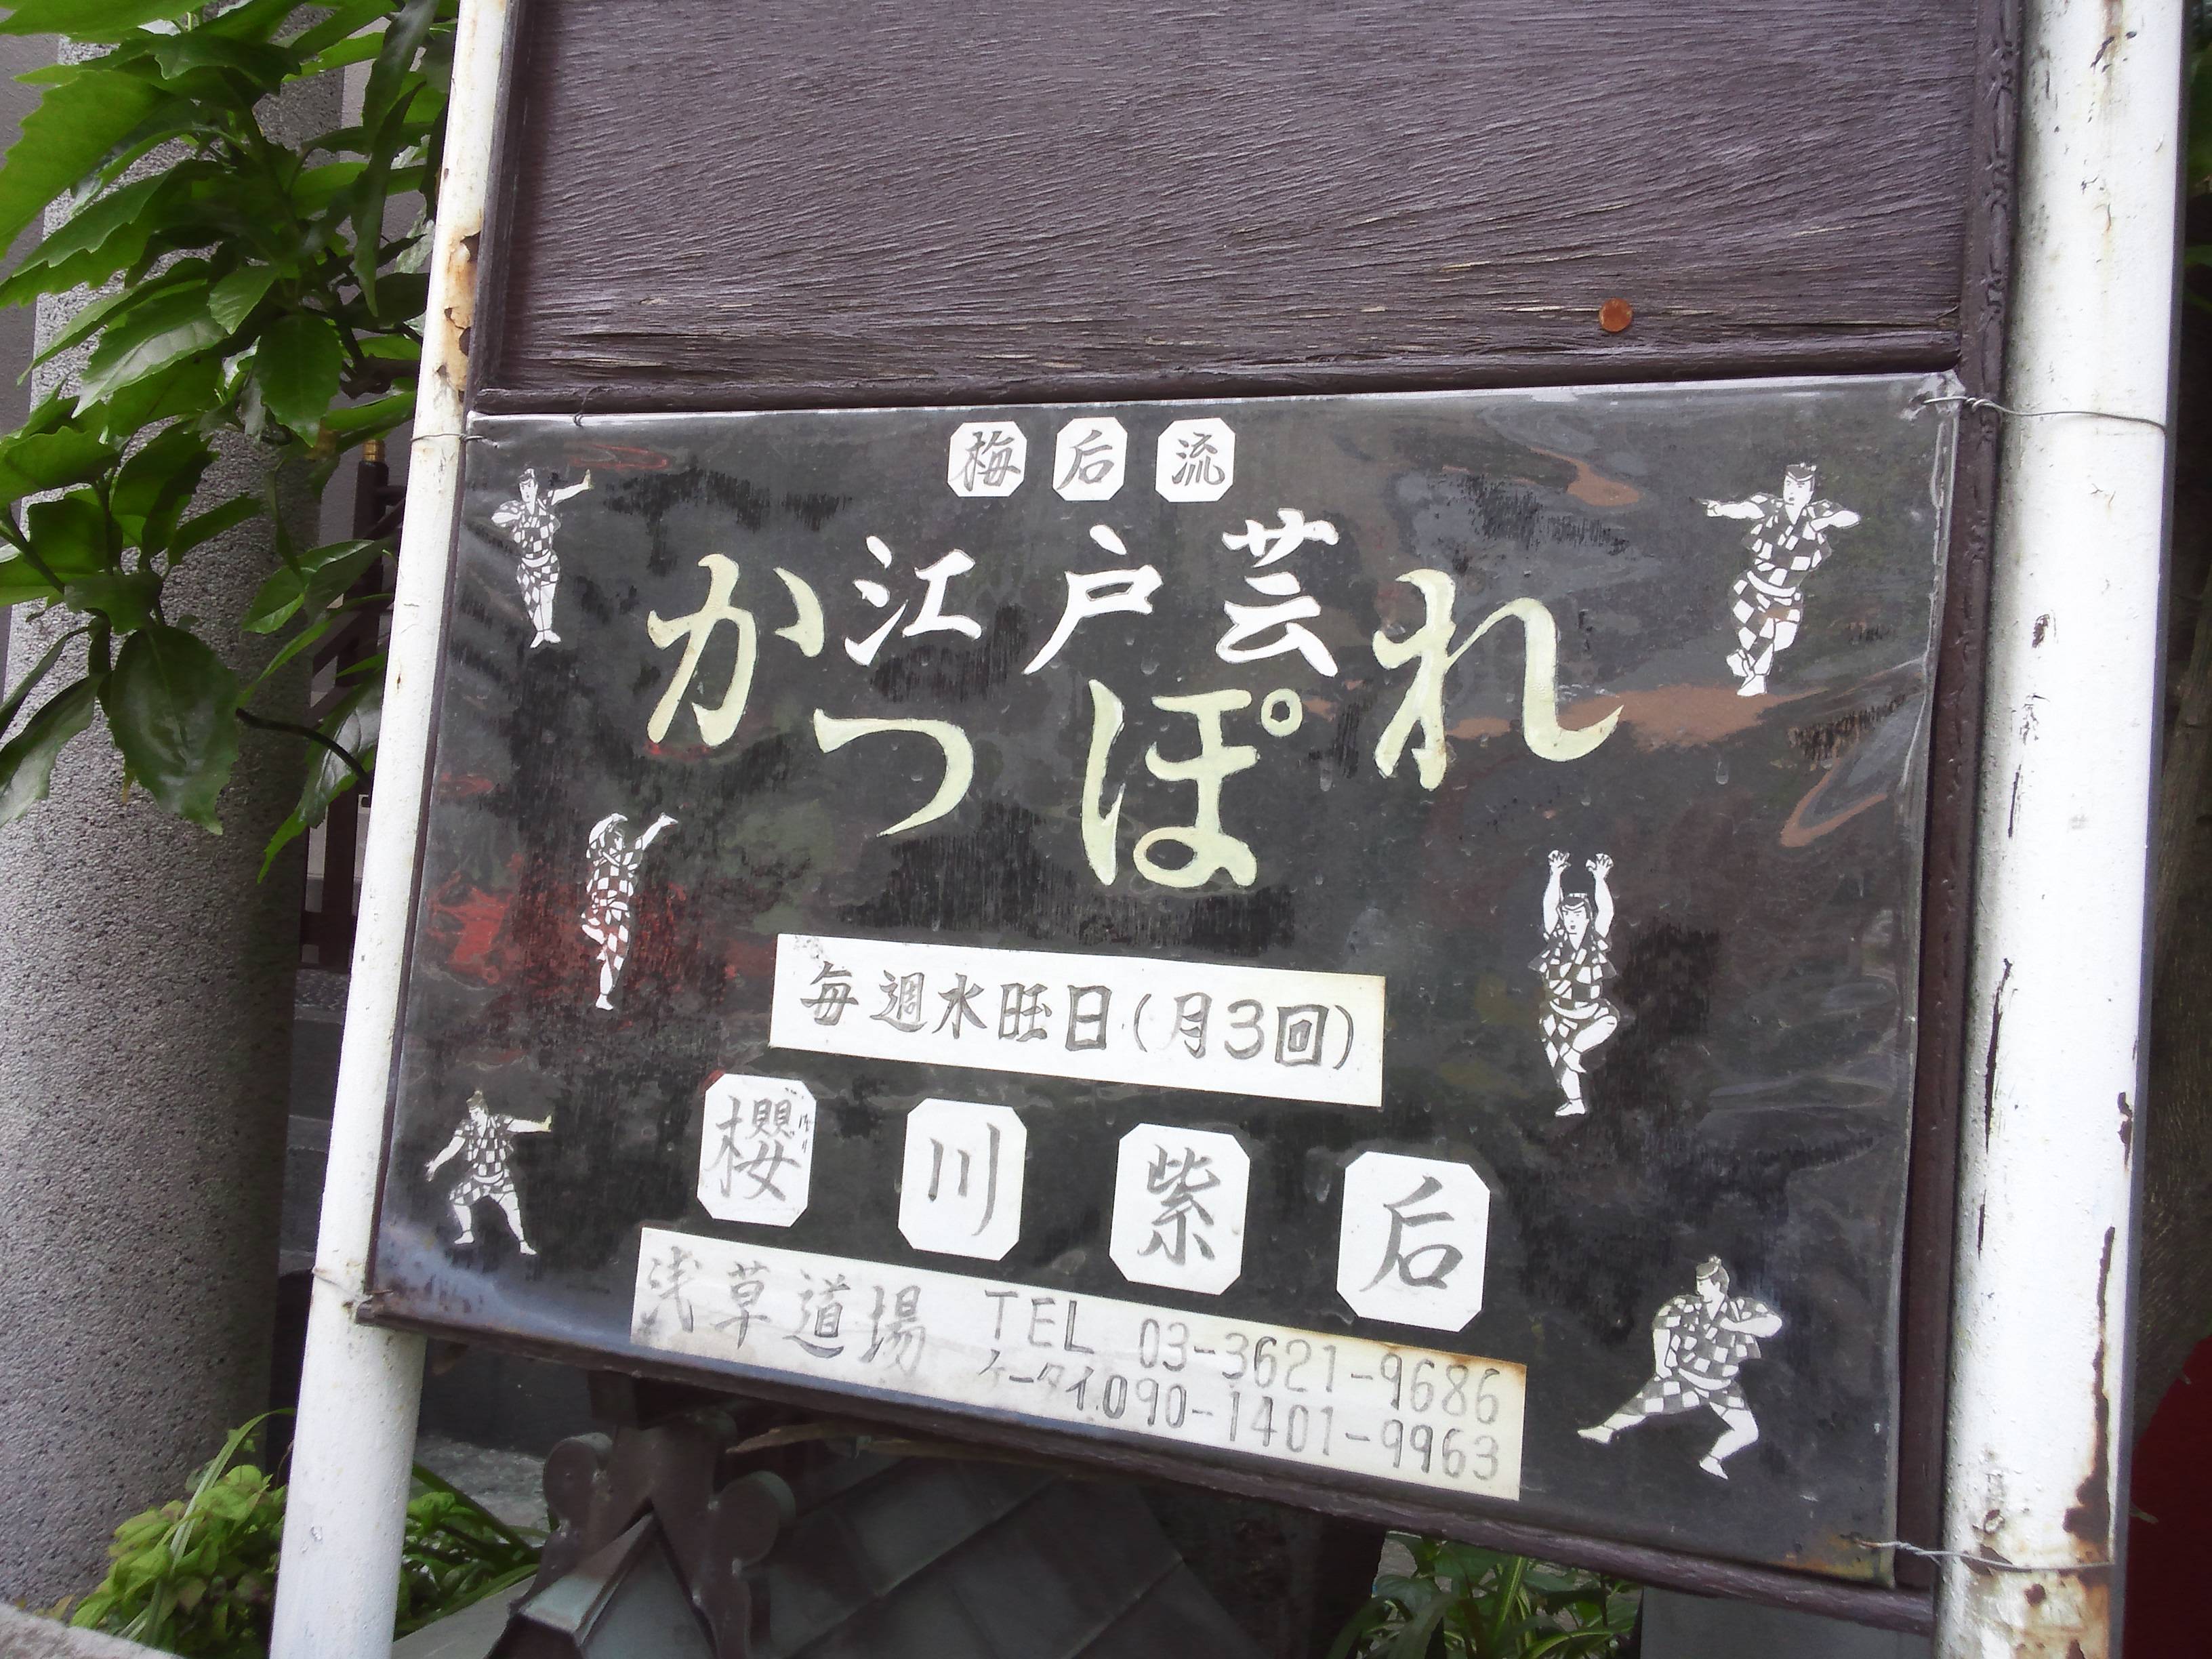 梅后流
江戸芸
かっぽれ
毎週水旺日(月3回)
櫻川紫后
浅草道場 TEL 03-3621-9686
ケータイ.090-1401-9963